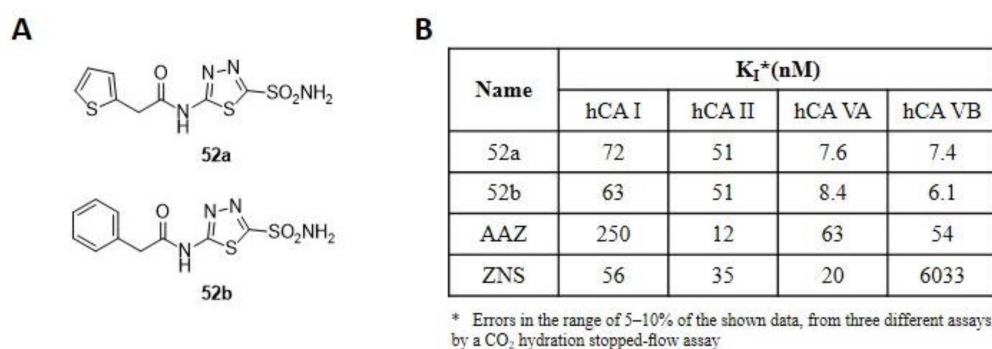 A
S
O
N
H
N-N
S
SO₂NH₂
52a
O
N
H
N-N
S
SO₂NH₂
52b
B
Name K_I*(nM)
hCA I hCA II hCA VA hCA VB
52a 72 51 7.6 7.4
52b 63 51 8.4 6.1
AAZ 250 12 63 54
ZNS 56 35 20 6033
* Errors in the range of 5–10% of the shown data, from three different assays,
by a CO₂ hydration stopped-flow assay